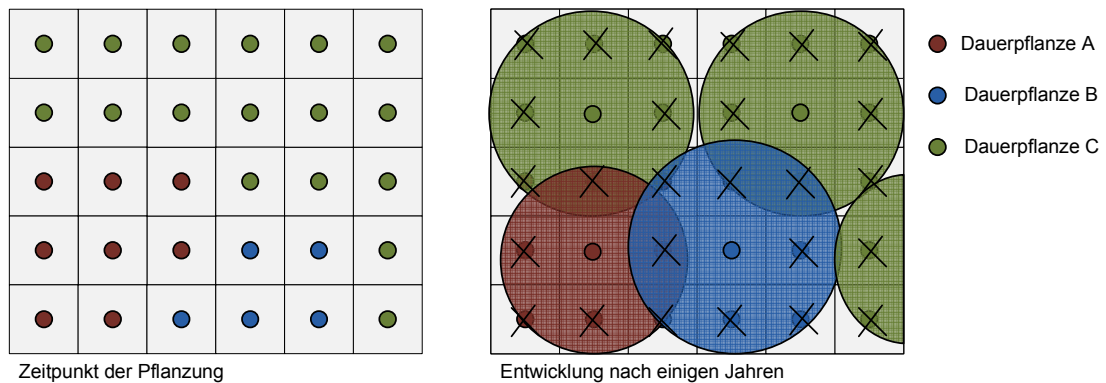 Dauerpflanze A
Dauerpflanze B
Dauerpflanze C
Zeitpunkt der Pflanzung
Entwicklung nach einigen Jahren